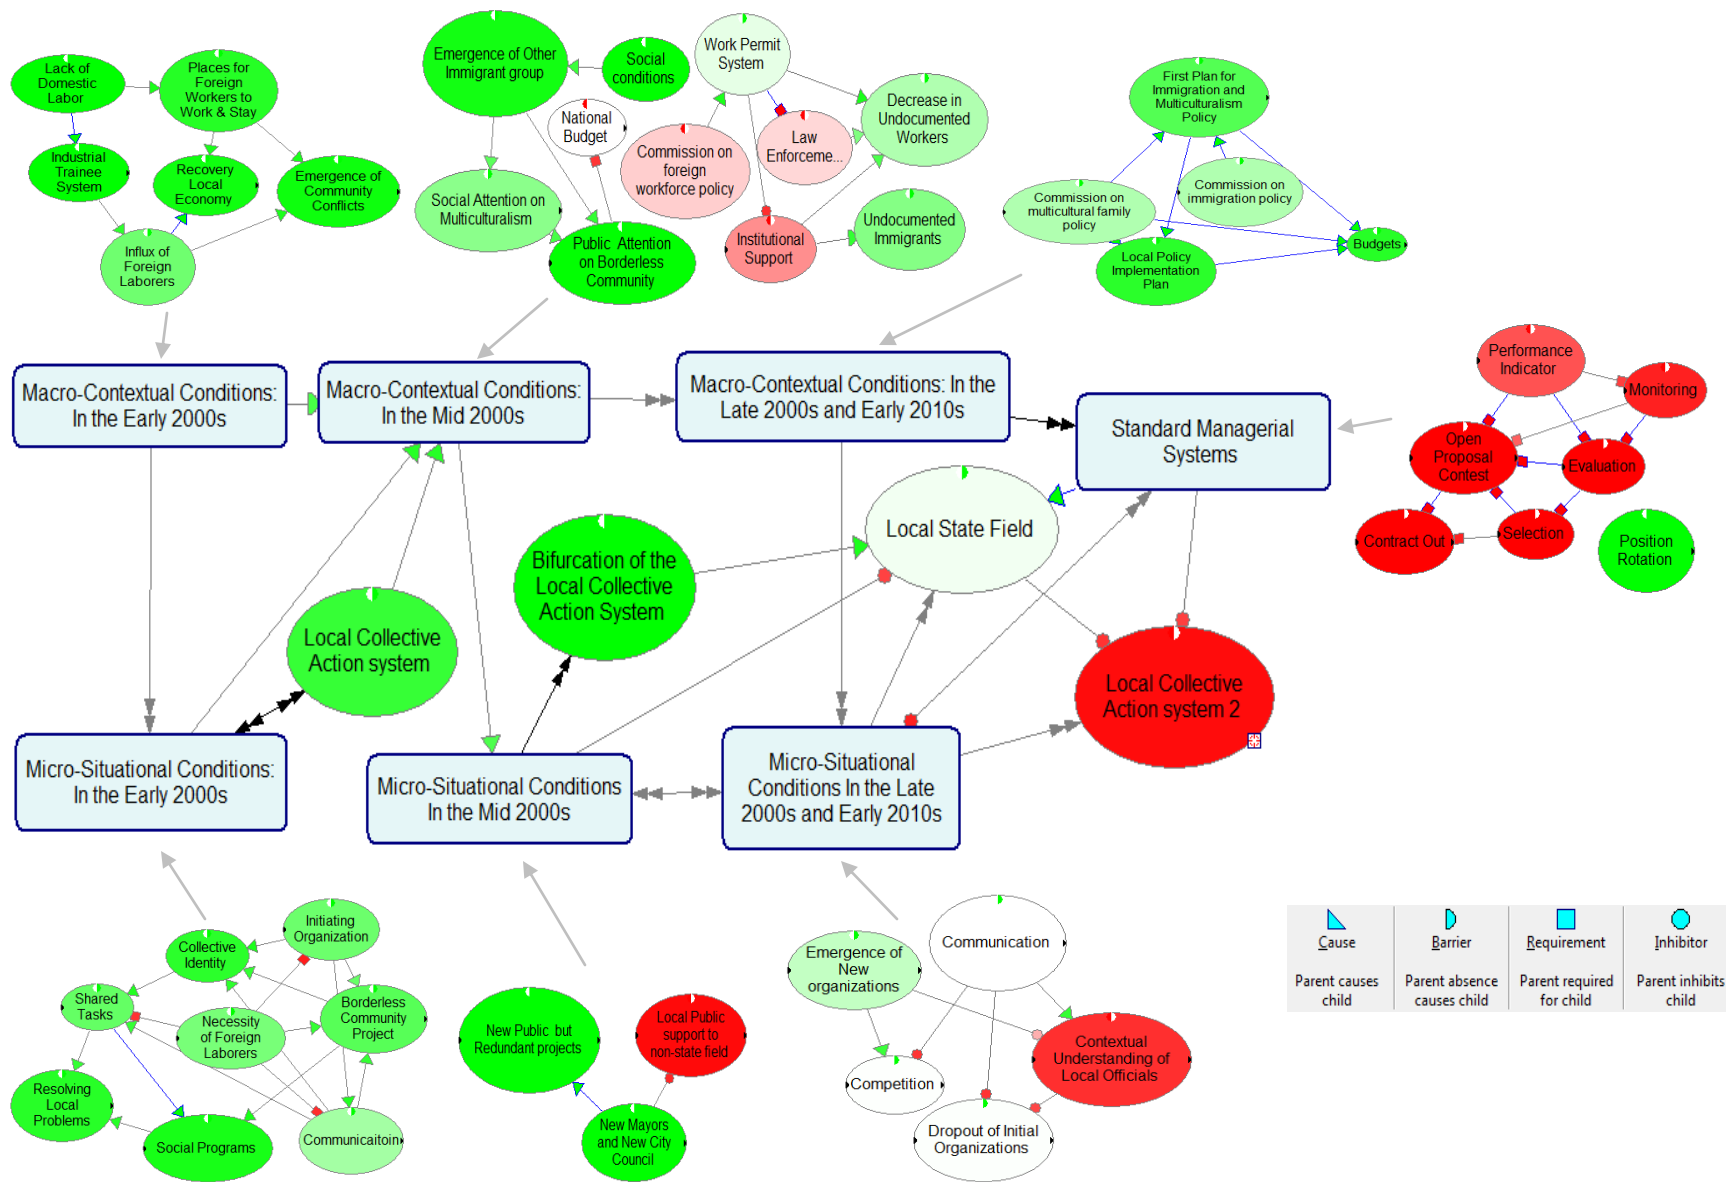 Lack of
Domestic
Labor
Places for
Foreign
Workers to
Work & Stay
Industrial
Trainee
System
Recovery
Local
Economy
Emergence of
Community
Conflicts
Influx of
Foreign
Laborers
Emergence of Other
Immigrant group
Social
conditions
National
Budget
Social Attention on
Multiculturalism
Public Attention
on Borderless
Community
Work Permit
System
Commission on
foreign
workforce policy
Law
Enforceme...
Decrease in
Undocumented
Workers
Institutional
Support
Undocumented
Immigrants
First Plan for
Immigration and
Multiculturalism
Policy
Commission on
multicultural family
policy
Commission on
immigration policy
Local Policy
Implementation
Plan
Budgets
Macro-Contextual Conditions:
In the Early 2000s
Macro-Contextual Conditions:
In the Mid 2000s
Macro-Contextual Conditions: In the
Late 2000s and Early 2010s
Standard Managerial
Systems
Performance
Indicator
Monitoring
Open
Proposal
Contest
Evaluation
Contract Out
Selection
Position
Rotation
Local State Field
Bifurcation of the
Local Collective
Action System
Local Collective
Action system
Local Collective
Action system 2
Micro-Situational Conditions:
In the Early 2000s
Micro-Situational Conditions
In the Mid 2000s
Micro-Situational
Conditions In the Late
2000s and Early 2010s
Initiating
Organization
Collective
Identity
Shared
Tasks
Necessity
of Foreign
Laborers
Borderless
Community
Project
Resolving
Local
Problems
Social Programs
Communicaitoin
New Public but
Redundant projects
Local Public
support to
non-state field
New Mayors
and New City
Council
Emergence of
New
organizations
Communication
Contextual
Understanding of
Local Officials
Competition
Dropout of Initial
Organizations
Cause
Parent causes
child
Barrier
Parent absence
causes child
Requirement
Parent required
for child
Inhibitor
Parent inhibits
child